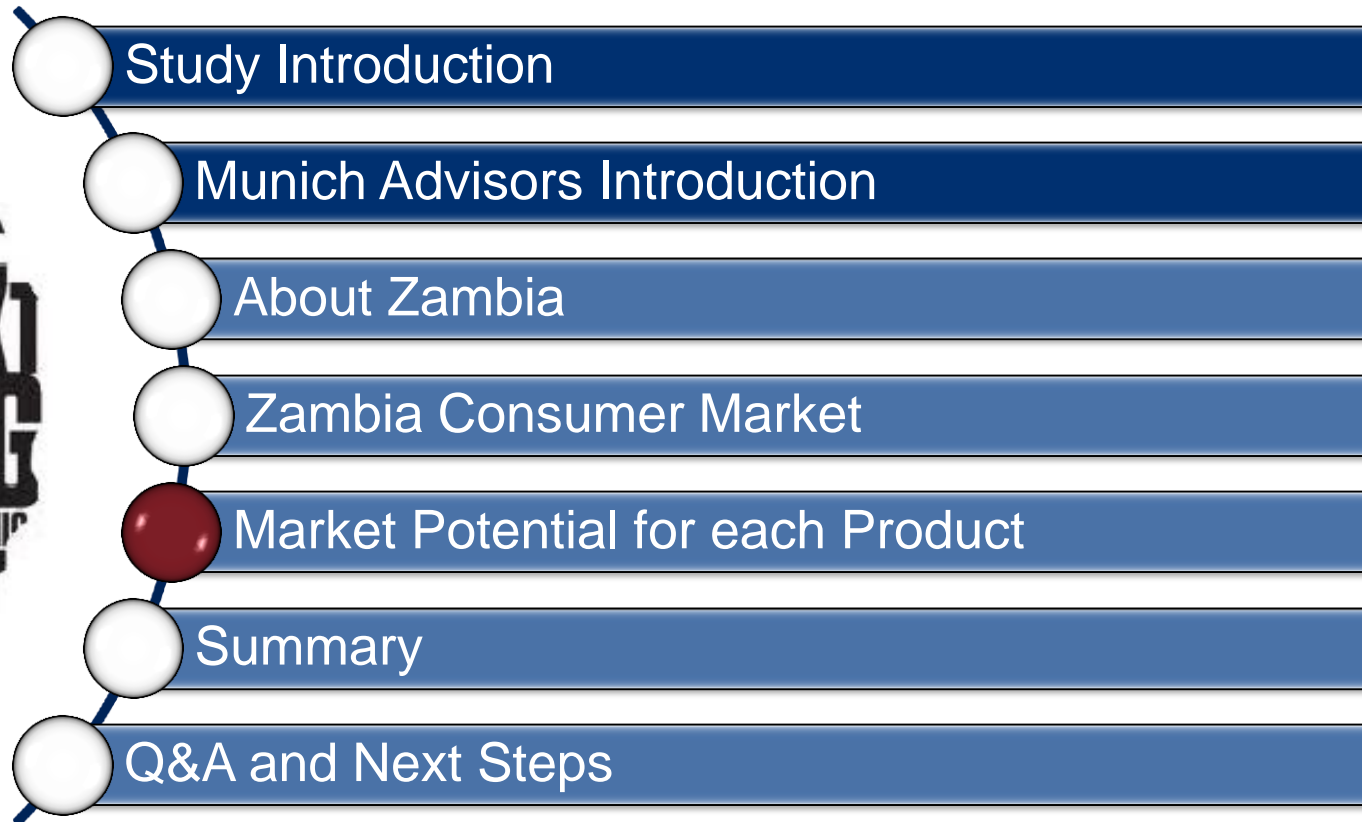 Study Introduction
Munich Advisors Introduction
About Zambia
Zambia Consumer Market
Market Potential for each Product
Summary
Q&A and Next Steps